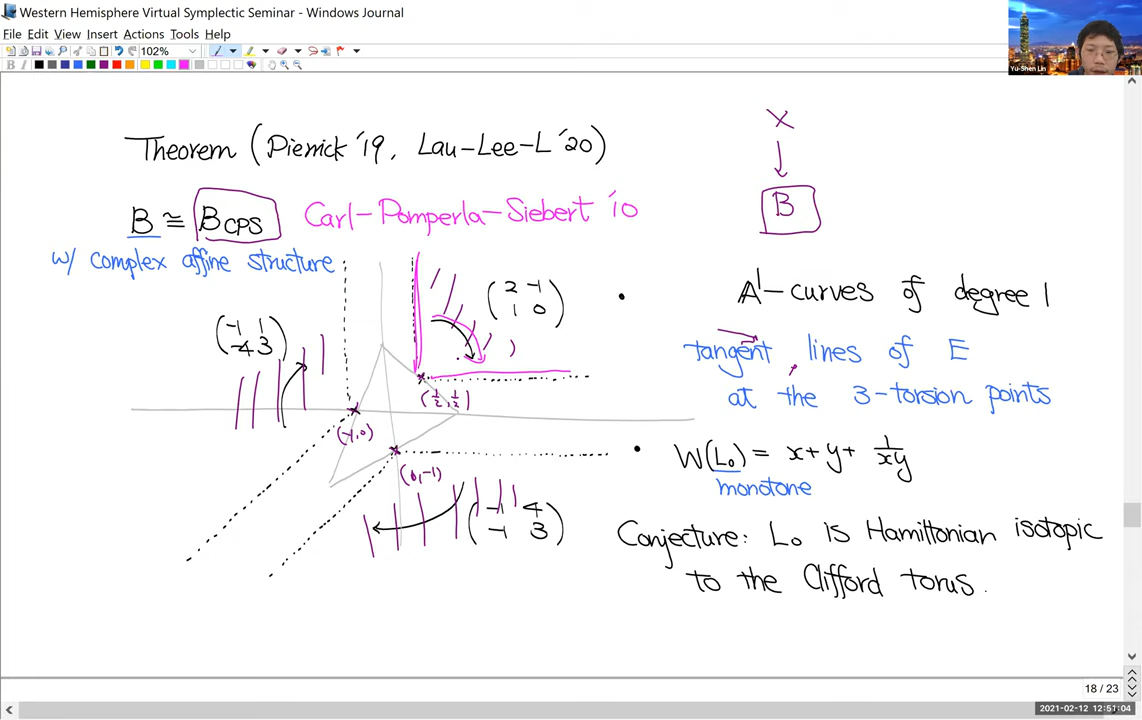 Western Hemisphere Virtual Symplectic Seminar - Windows Journal
File Edit View Insert Actions Tools Help
102%
B I
Yu-Shen Lin
Theorem (Pierrick '19, Lau-Lee-L '20)
B ≅ BCPS Carl-Pomperla-Siebert '10
w/ complex affine structure
X
↓
B
(2 -1
1 0)
(-1 1
-4 3)
(½, ½)
(-1,0)
(0,-1)
(-1 4
-1 3)
• A¹-curves of degree 1
tangent lines of E
at the 3-torsion points
• W(L₀) = x+y+ 1/xy
monotone
Conjecture: L₀ is Hamiltonian isotopic
to the Clifford torus.
18 / 23
2021-02-12 12:51:04